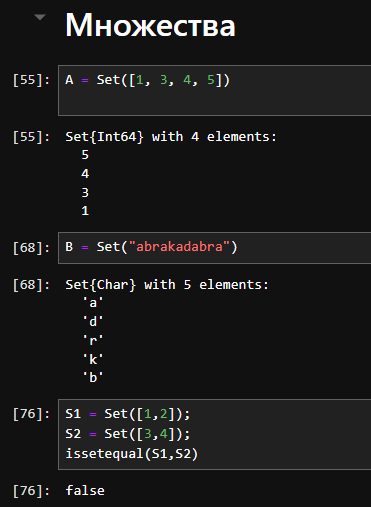 Множества
[55]: A = Set([1, 3, 4, 5])
[55]: Set{Int64} with 4 elements:
5
4
3
1
[68]: B = Set("abrakadabra")
[68]: Set{Char} with 5 elements:
'a'
'd'
'r'
'k'
'b'
[76]: S1 = Set([1,2]);
S2 = Set([3,4]);
issetequal(S1,S2)
[76]: false